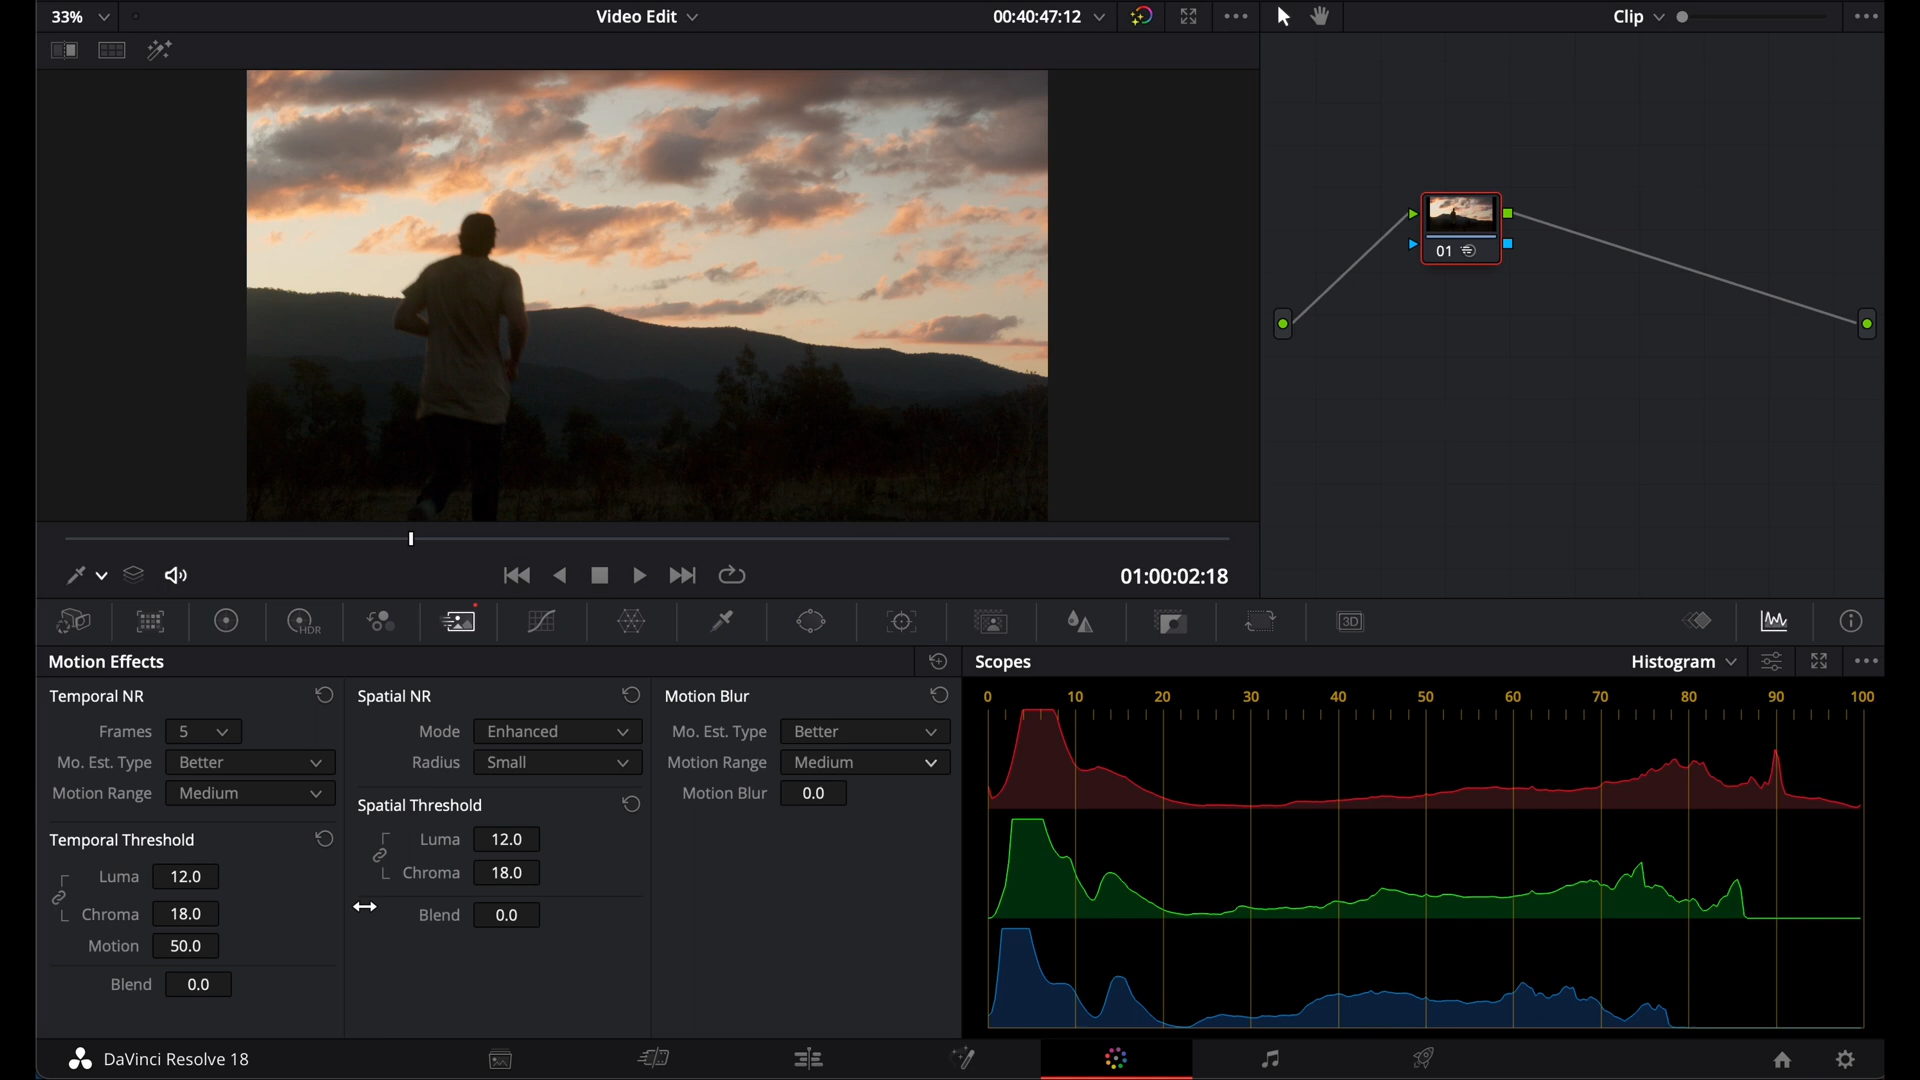 33%
Video Edit
00:40:47:12
Clip
01
01:00:02:18
HDR
3D
Motion Effects
Temporal NR
Frames 5
Mo. Est. Type Better
Motion Range Medium
Temporal Threshold
Luma 12.0
Chroma 18.0
Motion 50.0
Blend 0.0
Spatial NR
Mode Enhanced
Radius Small
Spatial Threshold
Luma 12.0
Chroma 18.0
Blend 0.0
Motion Blur
Mo. Est. Type Better
Motion Range Medium
Motion Blur 0.0
Scopes
Histogram
0 10 20 30 40 50 60 70 80 90 100
DaVinci Resolve 18